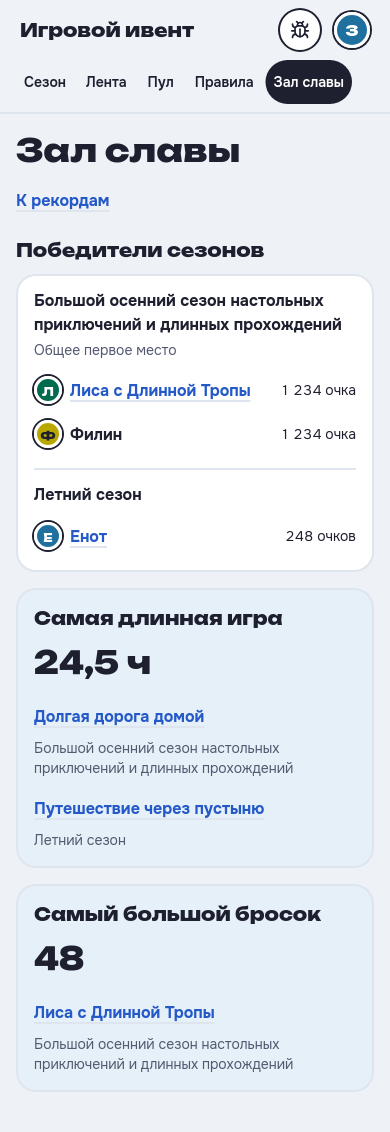 Игровой ивент
З
Сезон Лента Пул Правила Зал славы
Зал славы
К рекордам
Победители сезонов
Большой осенний сезон настольных
приключений и длинных прохождений
Общее первое место
Л Лиса с Длинной Тропы 1 234 очка
Ф Филин 1 234 очка
Летний сезон
Е Енот 248 очков
Самая длинная игра
24,5 ч
Долгая дорога домой
Большой осенний сезон настольных
приключений и длинных прохождений
Путешествие через пустыню
Летний сезон
Самый большой бросок
48
Лиса с Длинной Тропы
Большой осенний сезон настольных
приключений и длинных прохождений